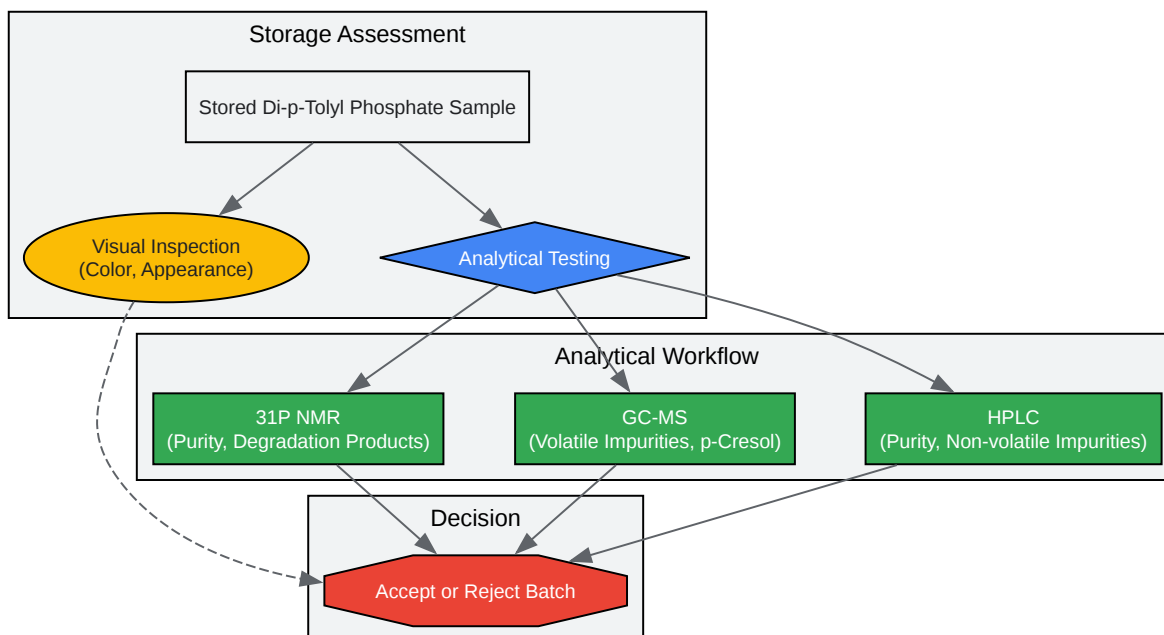 Storage Assessment
Stored Di-p-Tolyl Phosphate Sample
Visual Inspection
(Color, Appearance)
Analytical Testing
Analytical Workflow
31P NMR
(Purity, Degradation Products)
GC-MS
(Volatile Impurities, p-Cresol)
HPLC
(Purity, Non-volatile Impurities)
Decision
Accept or Reject Batch